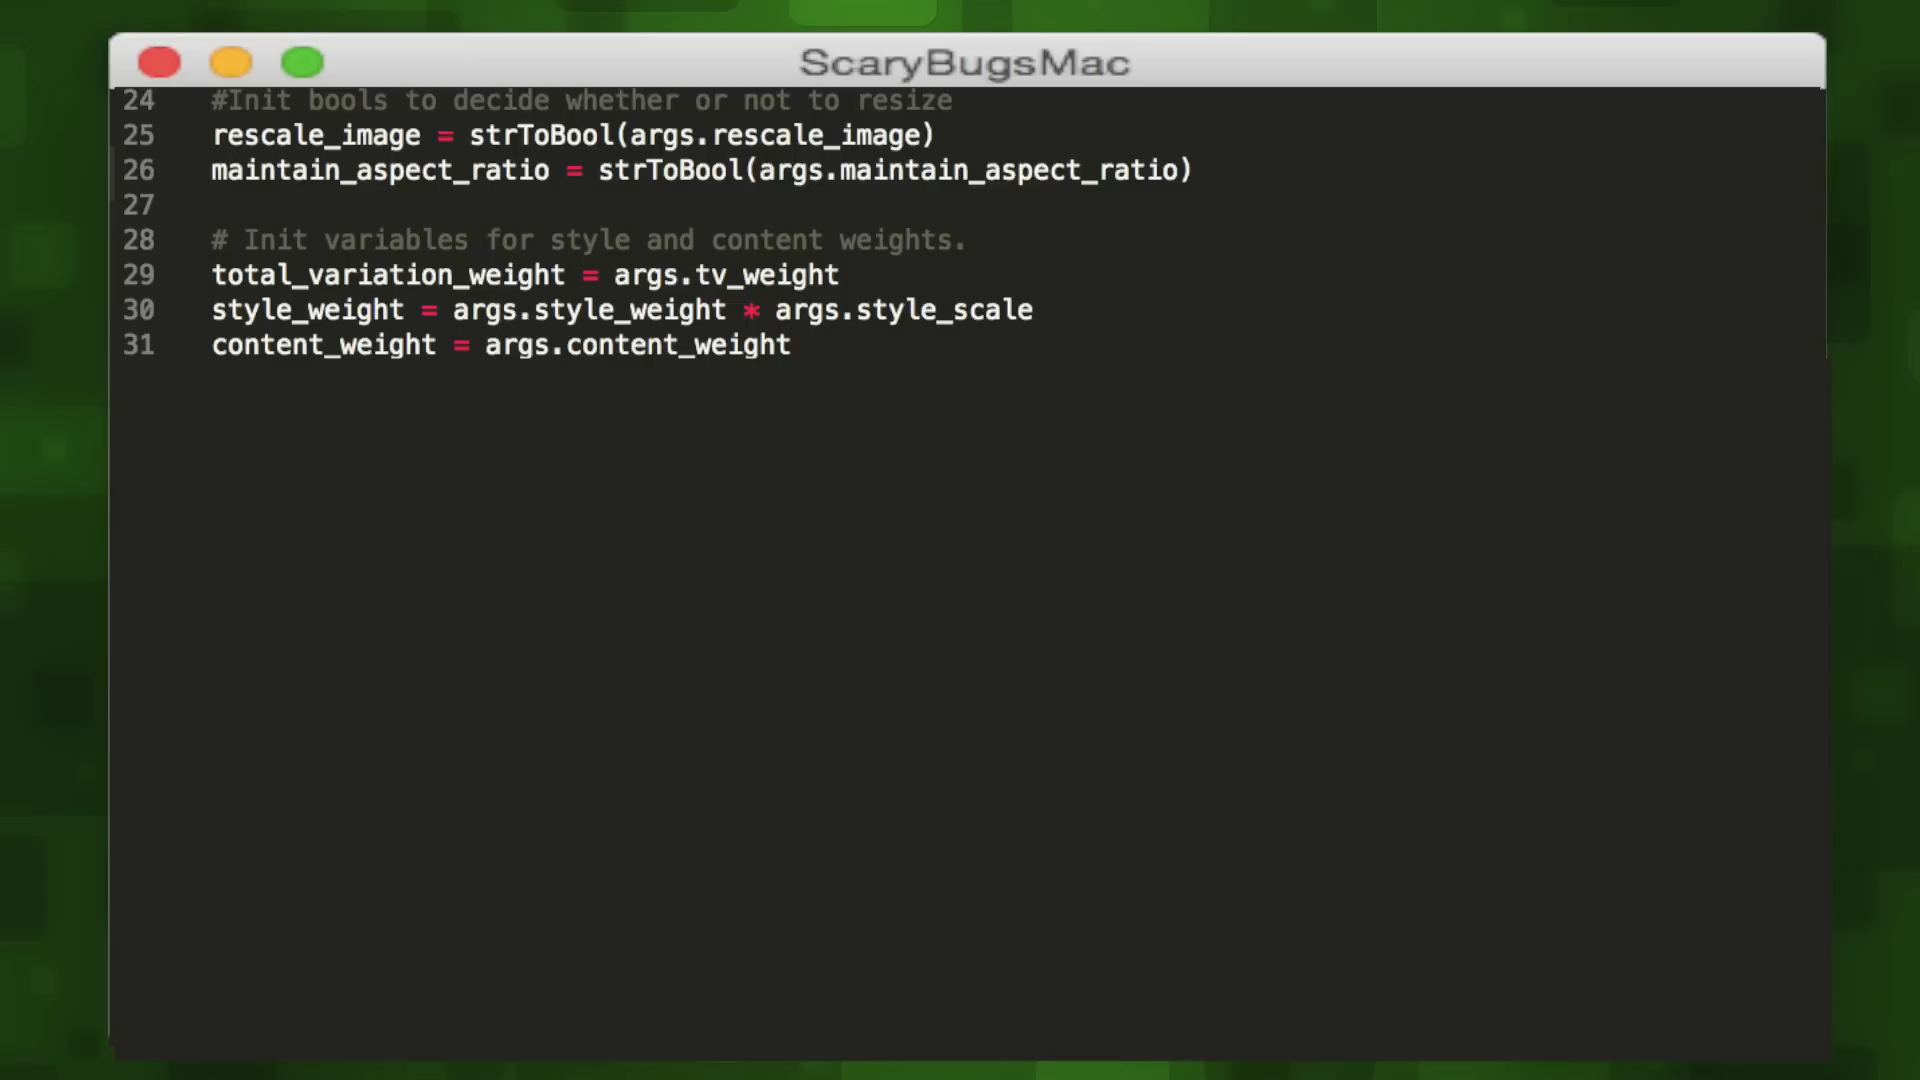 ScaryBugsMac
24 #Init bools to decide whether or not to resize
25 rescale_image = strToBool(args.rescale_image)
26 maintain_aspect_ratio = strToBool(args.maintain_aspect_ratio)
27
28 # Init variables for style and content weights.
29 total_variation_weight = args.tv_weight
30 style_weight = args.style_weight * args.style_scale
31 content_weight = args.content_weight